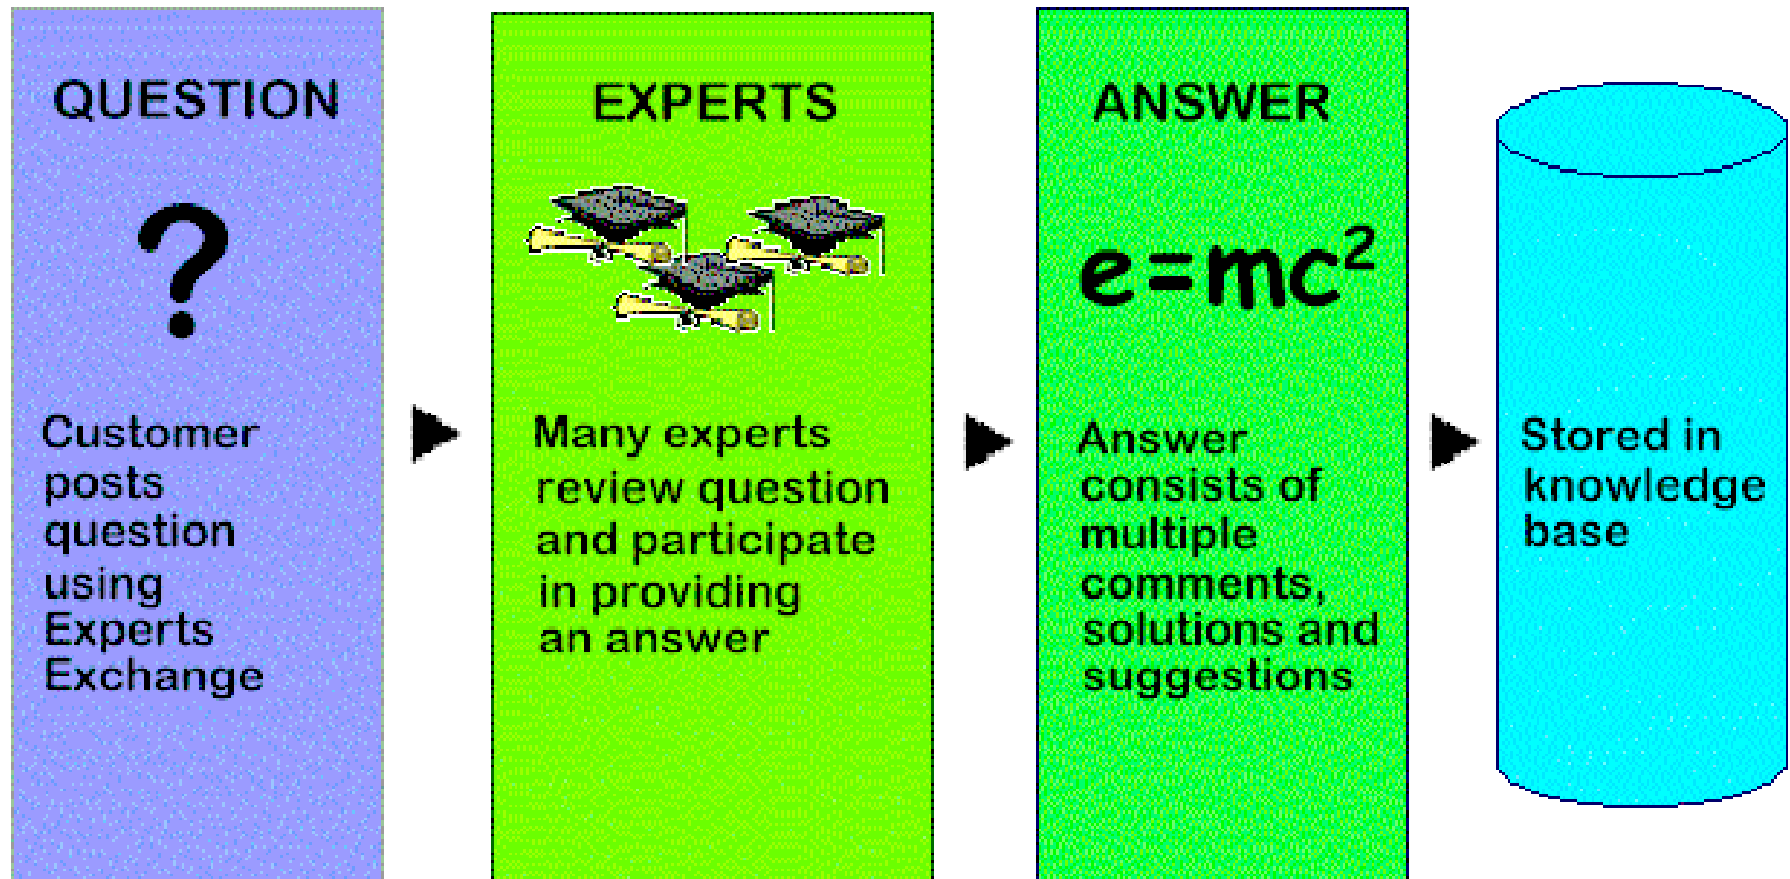 QUESTION
?
Customer
posts
question
using
Experts
Exchange
EXPERTS
Many experts
review question
and participate
in providing
an answer
ANSWER
e=mc²
Answer
consists of
multiple
comments,
solutions and
suggestions
Stored in
knowledge
base